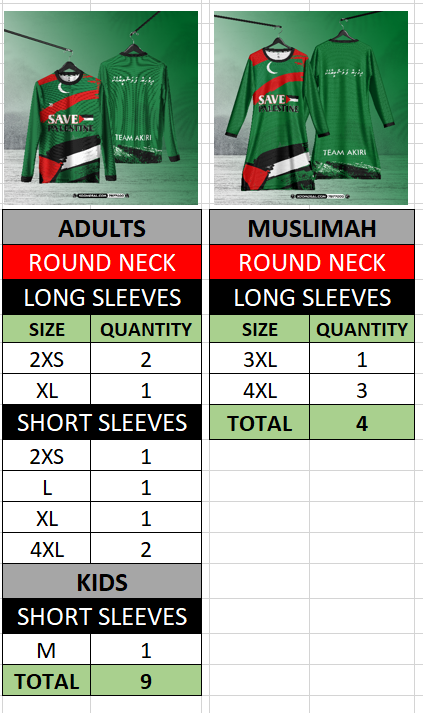 SAVE
PALESTINE
TEAM AKIRI
SAVE
PALESTINE
TEAM AKIRI
ADULTS
ROUND NECK
LONG SLEEVES
SIZE QUANTITY
2XS 2
XL 1
SHORT SLEEVES
2XS 1
L 1
XL 1
4XL 2
KIDS
SHORT SLEEVES
M 1
TOTAL 9
MUSLIMAH
ROUND NECK
LONG SLEEVES
SIZE QUANTITY
3XL 1
4XL 3
TOTAL 4